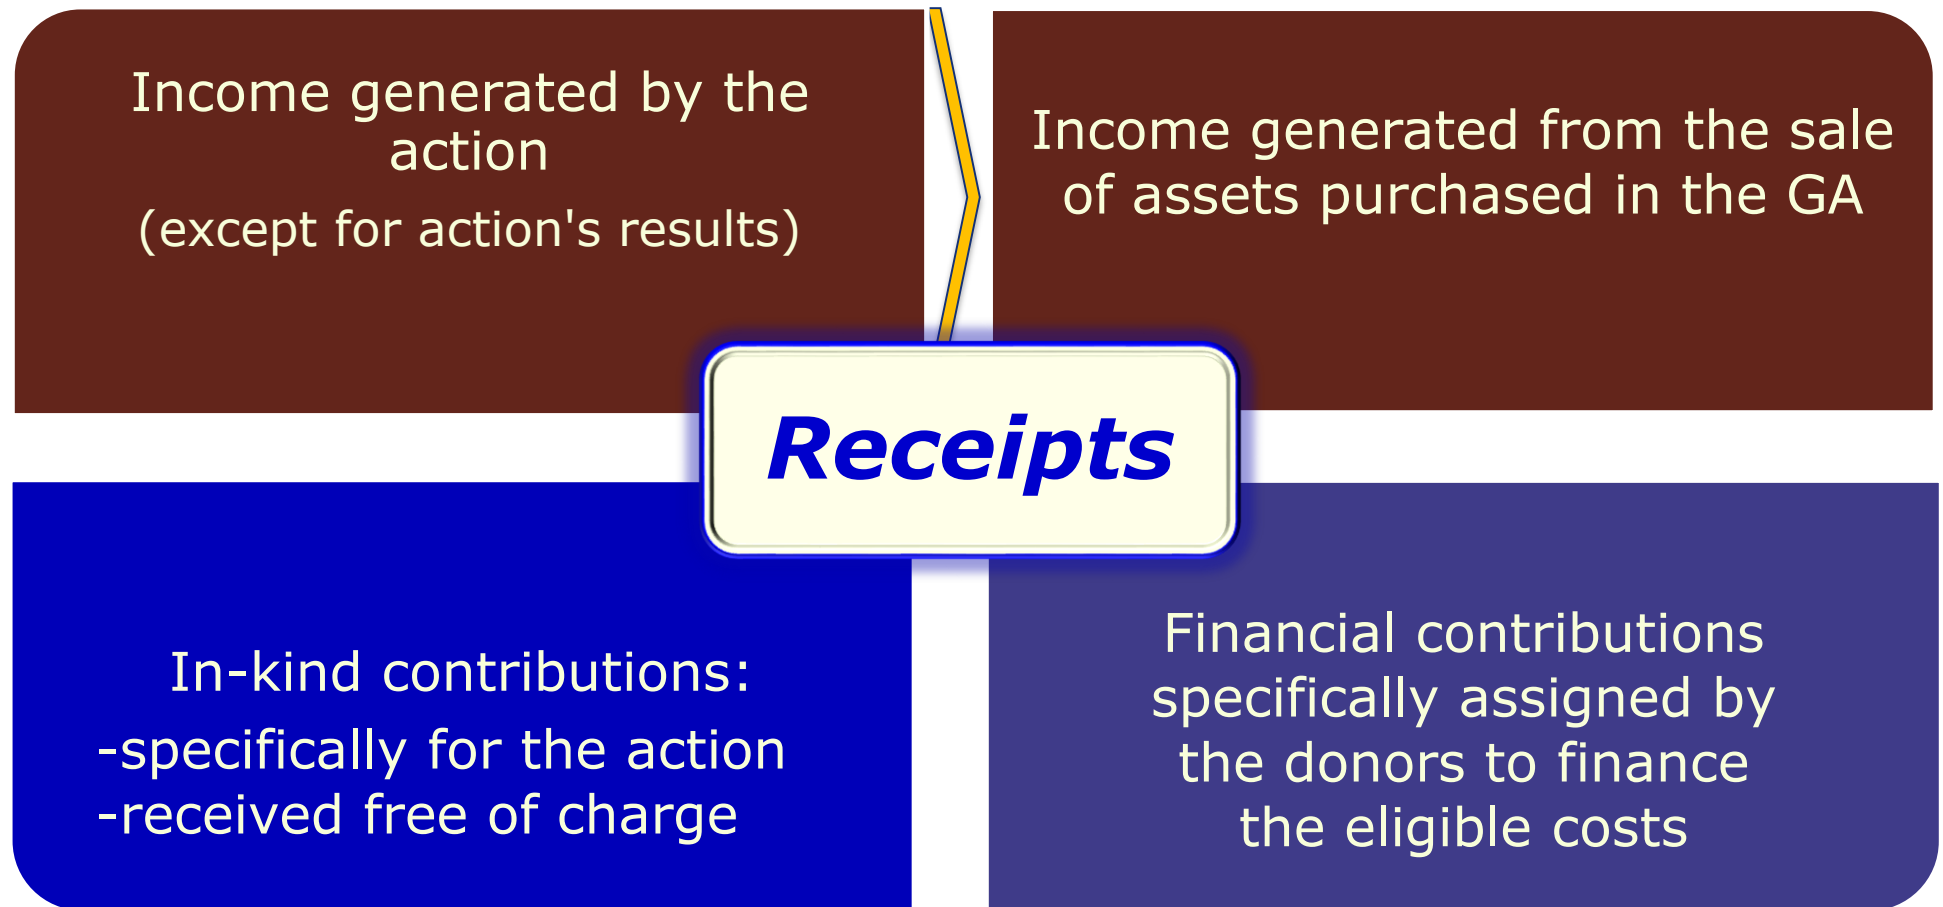 Income generated by the
action
(except for action's results)
Income generated from the sale
of assets purchased in the GA
Receipts
In-kind contributions:
-specifically for the action
-received free of charge
Financial contributions
specifically assigned by
the donors to finance
the eligible costs